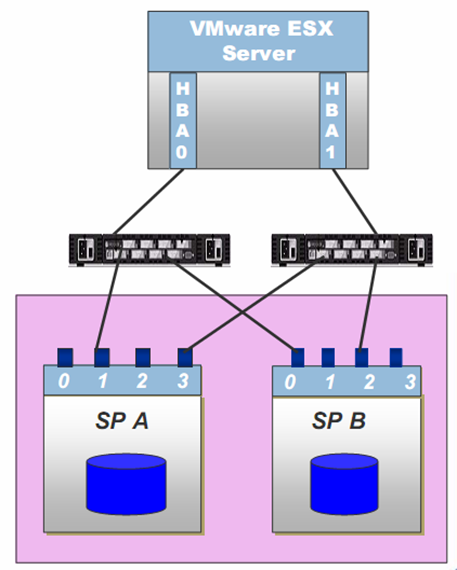 VMware ESX
Server
HBA0
HBA1
0 1 2 3
0 1 2 3
SP A
SP B